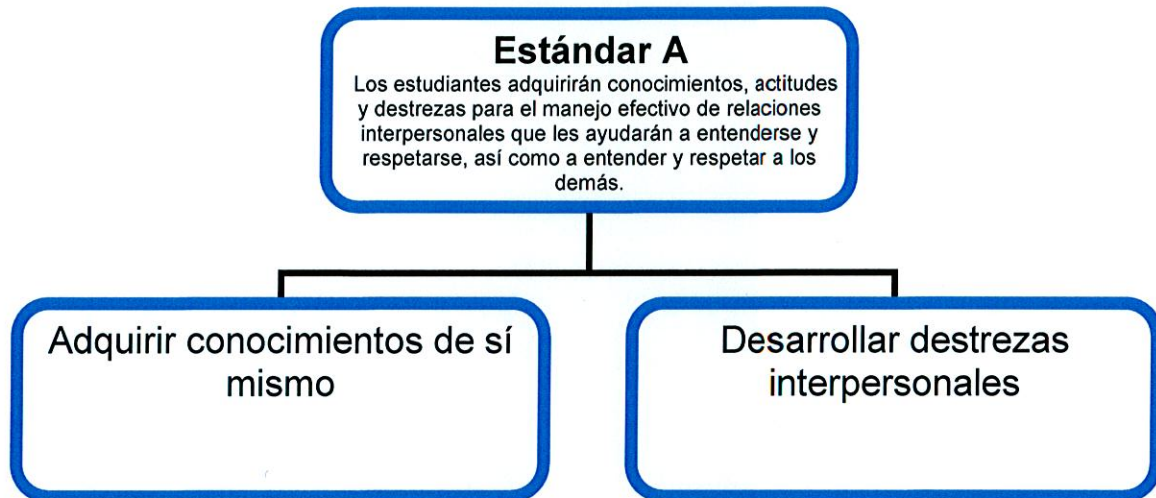 Estándar A
Los estudiantes adquirirán conocimientos, actitudes
y destrezas para el manejo efectivo de relaciones
interpersonales que les ayudarán a entenderse y
respetarse, así como a entender y respetar a los
demás.
Adquirir conocimientos de sí
mismo
Desarrollar destrezas
interpersonales